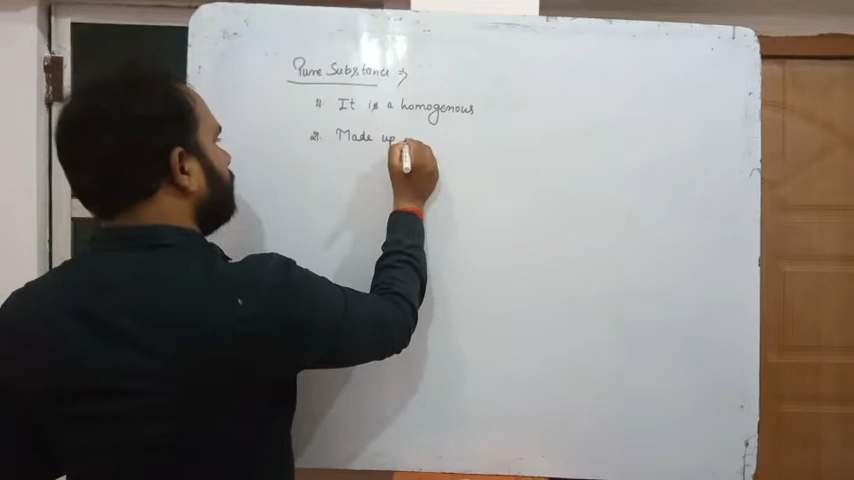 Pure Substance ⇒
1. It is a homogenous
2. Made up